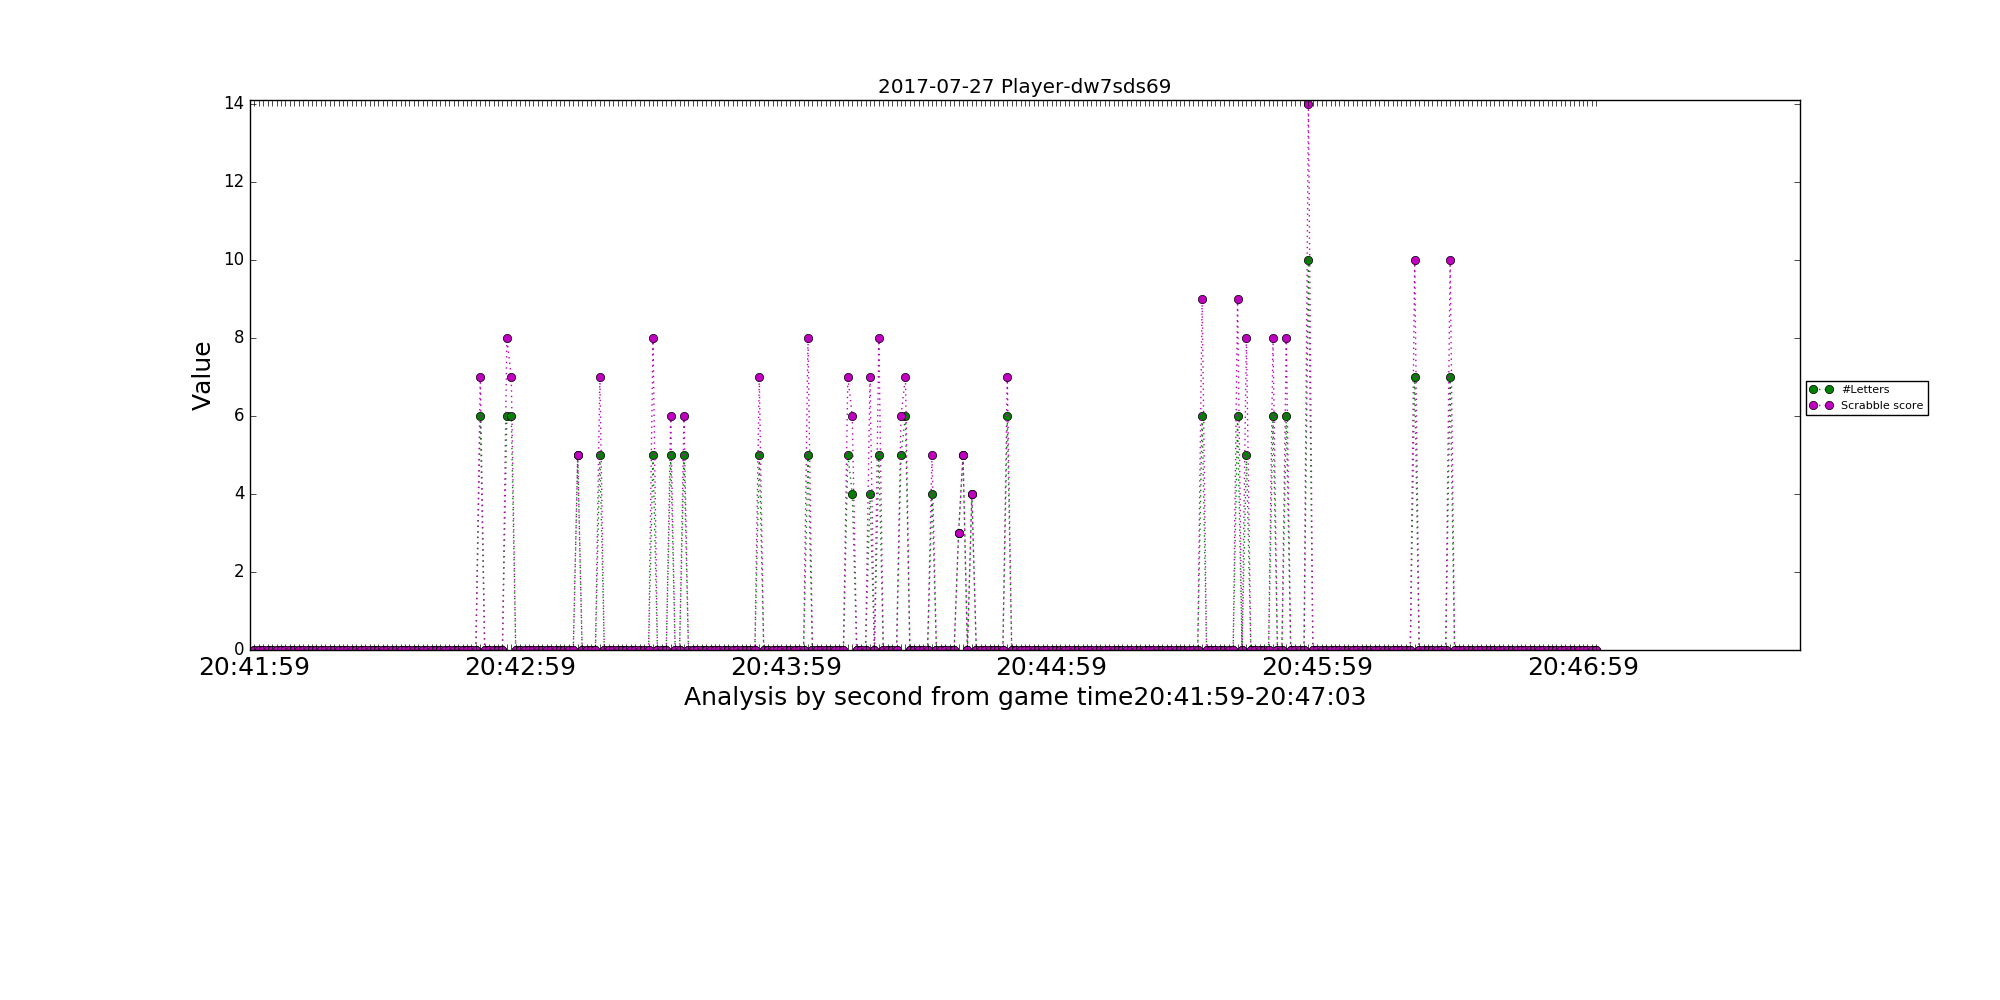 2017-07-27 Player-dw7sds69
14
12
10
8
6
4
2
0
Value
#Letters
Scrabble score
20:41:59 20:42:59 20:43:59 20:44:59 20:45:59 20:46:59
Analysis by second from game time20:41:59-20:47:03